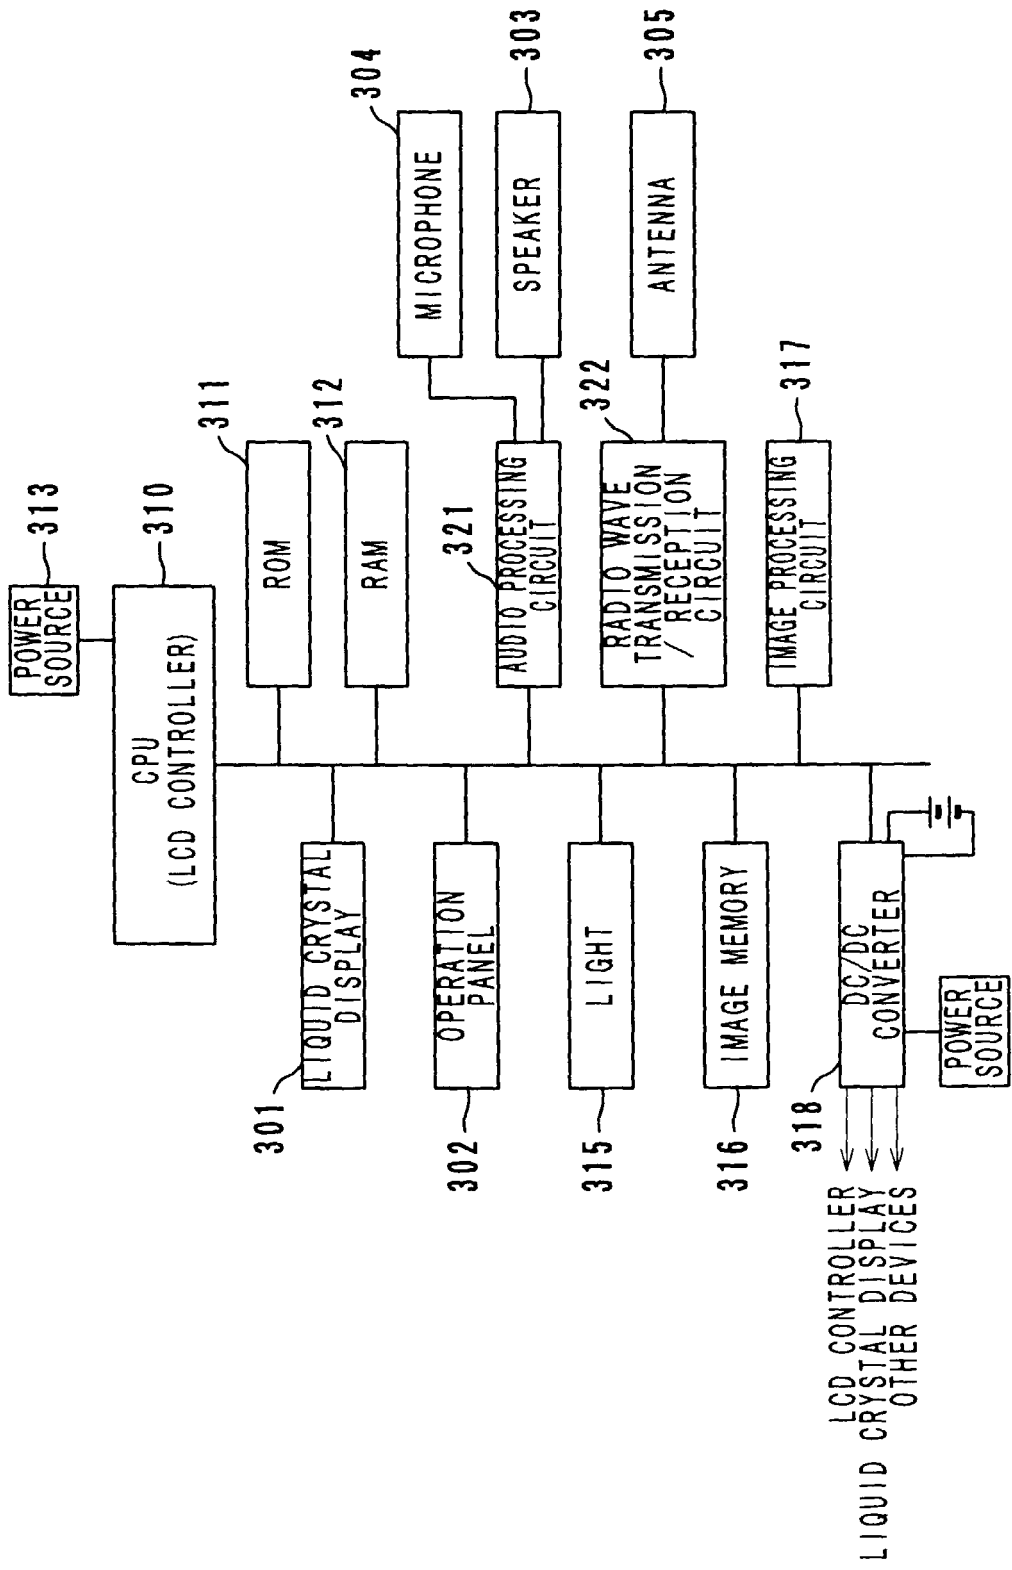 313
POWER
SOURCE
310
CPU
(LCD CONTROLLER)
311
ROM
312
RAM
304
MICROPHONE
303
SPEAKER
321
AUDIO PROCESSING
CIRCUIT
305
ANTENNA
322
RADIO WAVE
TRANSMISSION
/RECEPTION
CIRCUIT
317
IMAGE PROCESSING
CIRCUIT
301
LIQUID CRYSTAL
DISPLAY
302
OPERATION
PANEL
315
LIGHT
316
IMAGE MEMORY
318
DC/DC
CONVERTER
POWER
SOURCE
LCD CONTROLLER
LIQUID CRYSTAL DISPLAY
OTHER DEVICES